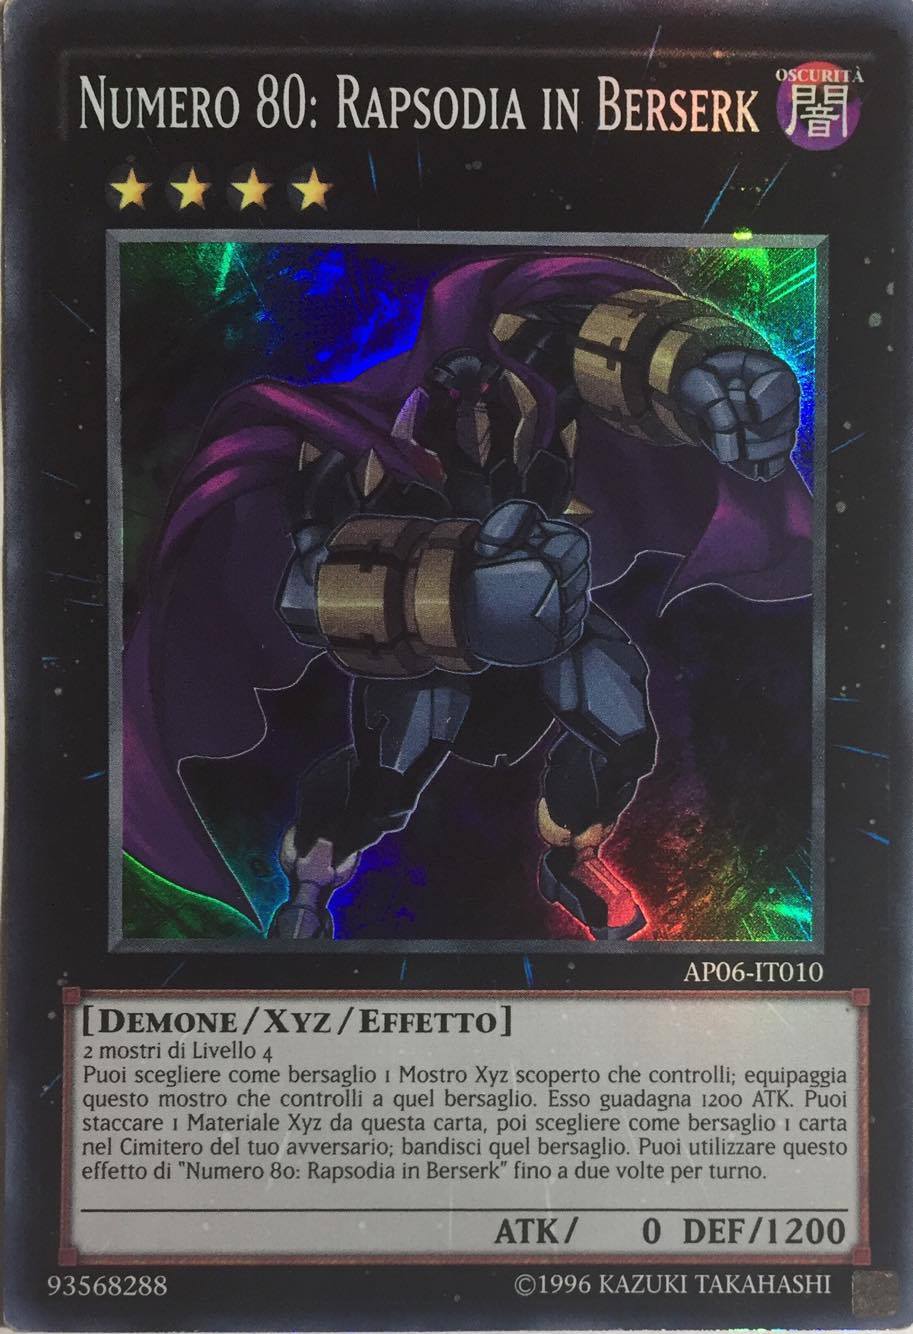 Numero 80: Rapsodia in Berserk
OSCURITÀ
闇
AP06-IT010
[Demone/Xyz/Effetto]
2 mostri di Livello 4
Puoi scegliere come bersaglio 1 Mostro Xyz scoperto che controlli; equipaggia
questo mostro che controlli a quel bersaglio. Esso guadagna 1200 ATK. Puoi
staccare 1 Materiale Xyz da questa carta, poi scegliere come bersaglio 1 carta
nel Cimitero del tuo avversario; bandisci quel bersaglio. Puoi utilizzare questo
effetto di "Numero 80: Rapsodia in Berserk" fino a due volte per turno.
ATK/ 0 DEF/1200
93568288
©1996 KAZUKI TAKAHASHI